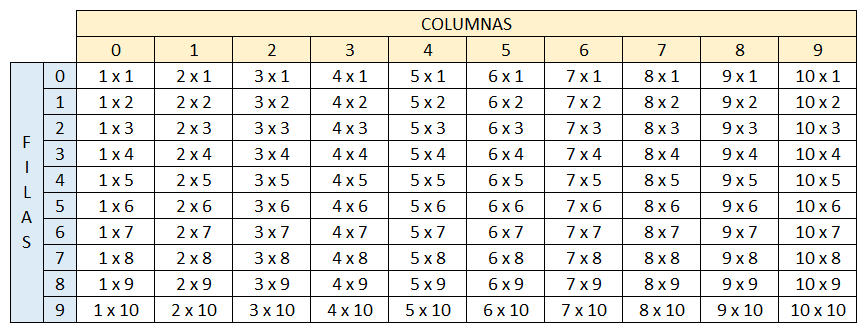 COLUMNAS
0 1 2 3 4 5 6 7 8 9
FILAS
0 1 x 1 2 x 1 3 x 1 4 x 1 5 x 1 6 x 1 7 x 1 8 x 1 9 x 1 10 x 1
1 1 x 2 2 x 2 3 x 2 4 x 2 5 x 2 6 x 2 7 x 2 8 x 2 9 x 2 10 x 2
2 1 x 3 2 x 3 3 x 3 4 x 3 5 x 3 6 x 3 7 x 3 8 x 3 9 x 3 10 x 3
3 1 x 4 2 x 4 3 x 4 4 x 4 5 x 4 6 x 4 7 x 4 8 x 4 9 x 4 10 x 4
4 1 x 5 2 x 5 3 x 5 4 x 5 5 x 5 6 x 5 7 x 5 8 x 5 9 x 5 10 x 5
5 1 x 6 2 x 6 3 x 6 4 x 6 5 x 6 6 x 6 7 x 6 8 x 6 9 x 6 10 x 6
6 1 x 7 2 x 7 3 x 7 4 x 7 5 x 7 6 x 7 7 x 7 8 x 7 9 x 7 10 x 7
7 1 x 8 2 x 8 3 x 8 4 x 8 5 x 8 6 x 8 7 x 8 8 x 8 9 x 8 10 x 8
8 1 x 9 2 x 9 3 x 9 4 x 9 5 x 9 6 x 9 7 x 9 8 x 9 9 x 9 10 x 9
9 1 x 10 2 x 10 3 x 10 4 x 10 5 x 10 6 x 10 7 x 10 8 x 10 9 x 10 10 x 10